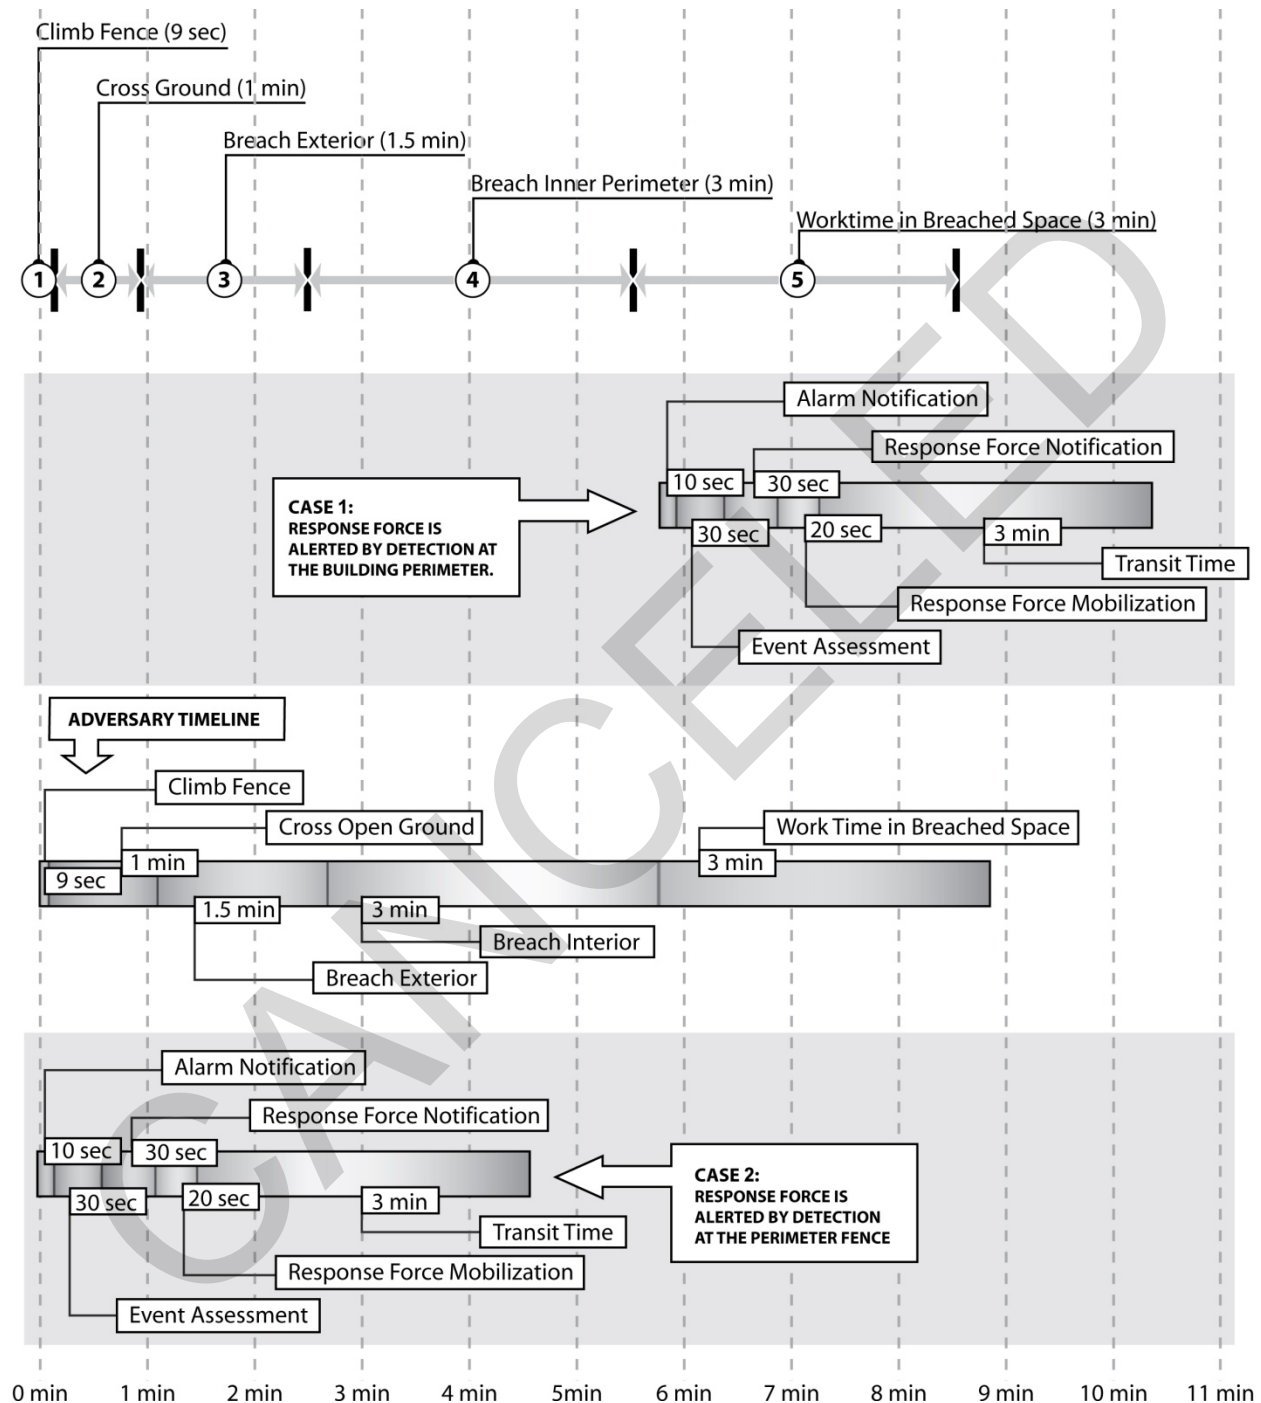 Climb Fence (9 sec)
Cross Ground (1 min)
Breach Exterior (1.5 min)
Breach Inner Perimeter (3 min)
Worktime in Breached Space (3 min)
1
2
3
4
5
Alarm Notification
Response Force Notification
10 sec
30 sec
CASE 1:
RESPONSE FORCE IS
ALERTED BY DETECTION AT
THE BUILDING PERIMETER.
30 sec
20 sec
3 min
Transit Time
Response Force Mobilization
Event Assessment
ADVERSARY TIMELINE
Climb Fence
Cross Open Ground
Work Time in Breached Space
1 min
3 min
9 sec
1.5 min
3 min
Breach Interior
Breach Exterior
Alarm Notification
Response Force Notification
10 sec
30 sec
CASE 2:
RESPONSE FORCE IS
ALERTED BY DETECTION
AT THE PERIMETER FENCE
30 sec
20 sec
3 min
Transit Time
Response Force Mobilization
Event Assessment
0 min
1 min
2 min
3 min
4 min
5min
6 min
7 min
8 min
9 min
10 min
11 min
CANCELED